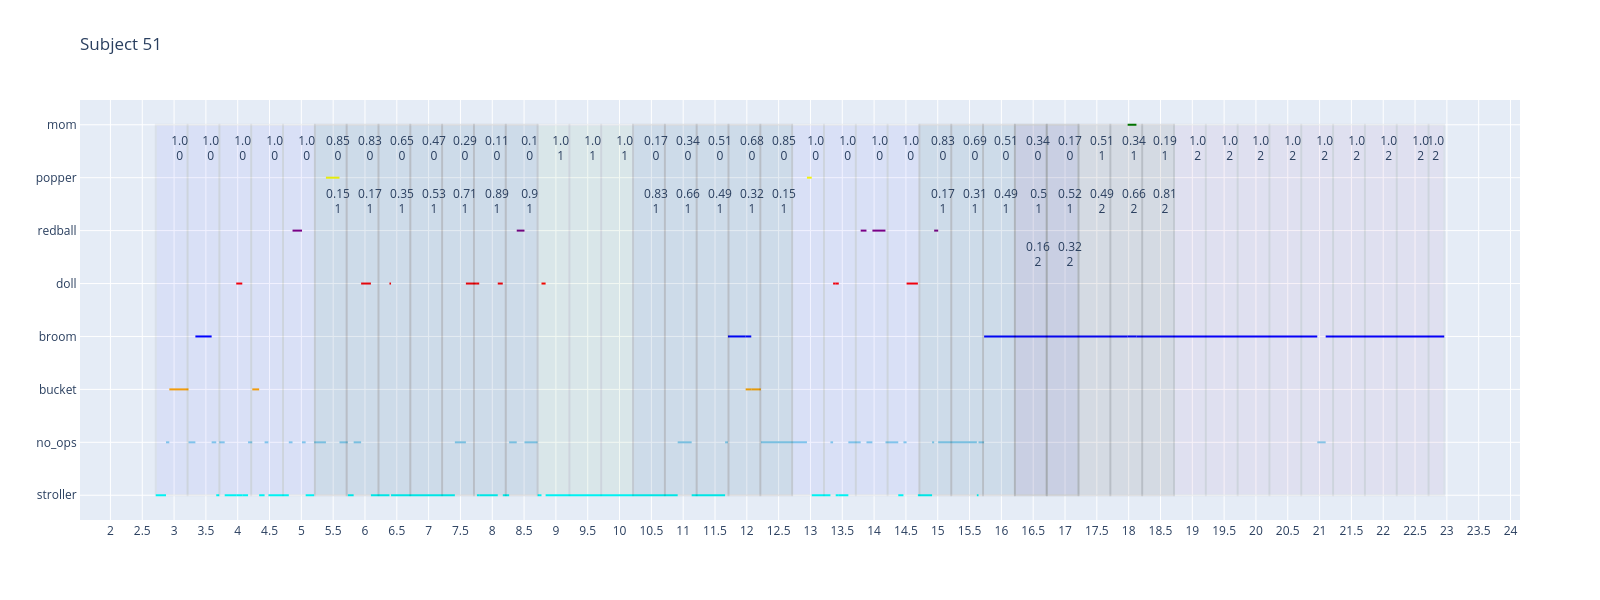 Subject 51
mom
1.0 1.0 1.0 1.0 1.0 0.85 0.83 0.65 0.47 0.29 0.11 0.1 1.0 1.0 1.0 0.17 0.34 0.51 0.68 0.85 1.0 1.0 1.0 1.0 0.83 0.69 0.51 0.34 0.17 0.51 0.34 0.19 1.0 1.0 1.0 1.0 1.0 1.0 1.0 1.0 1.0
0 0 0 0 0 0 0 0 0 0 0 0 1 1 1 0 0 0 0 0 0 0 0 0 0 0 0 0 0 1 1 1 2 2 2 2 2 2 2 2 2
popper
0.15 0.17 0.35 0.53 0.71 0.89 0.9 0.83 0.66 0.49 0.32 0.15 0.17 0.31 0.49 0.5 0.52 0.49 0.66 0.81
1 1 1 1 1 1 1 1 1 1 1 1 1 1 1 1 1 2 2 2
redball
0.16 0.32
2 2
doll
broom
bucket
no_ops
stroller
2 2.5 3 3.5 4 4.5 5 5.5 6 6.5 7 7.5 8 8.5 9 9.5 10 10.5 11 11.5 12 12.5 13 13.5 14 14.5 15 15.5 16 16.5 17 17.5 18 18.5 19 19.5 20 20.5 21 21.5 22 22.5 23 23.5 24